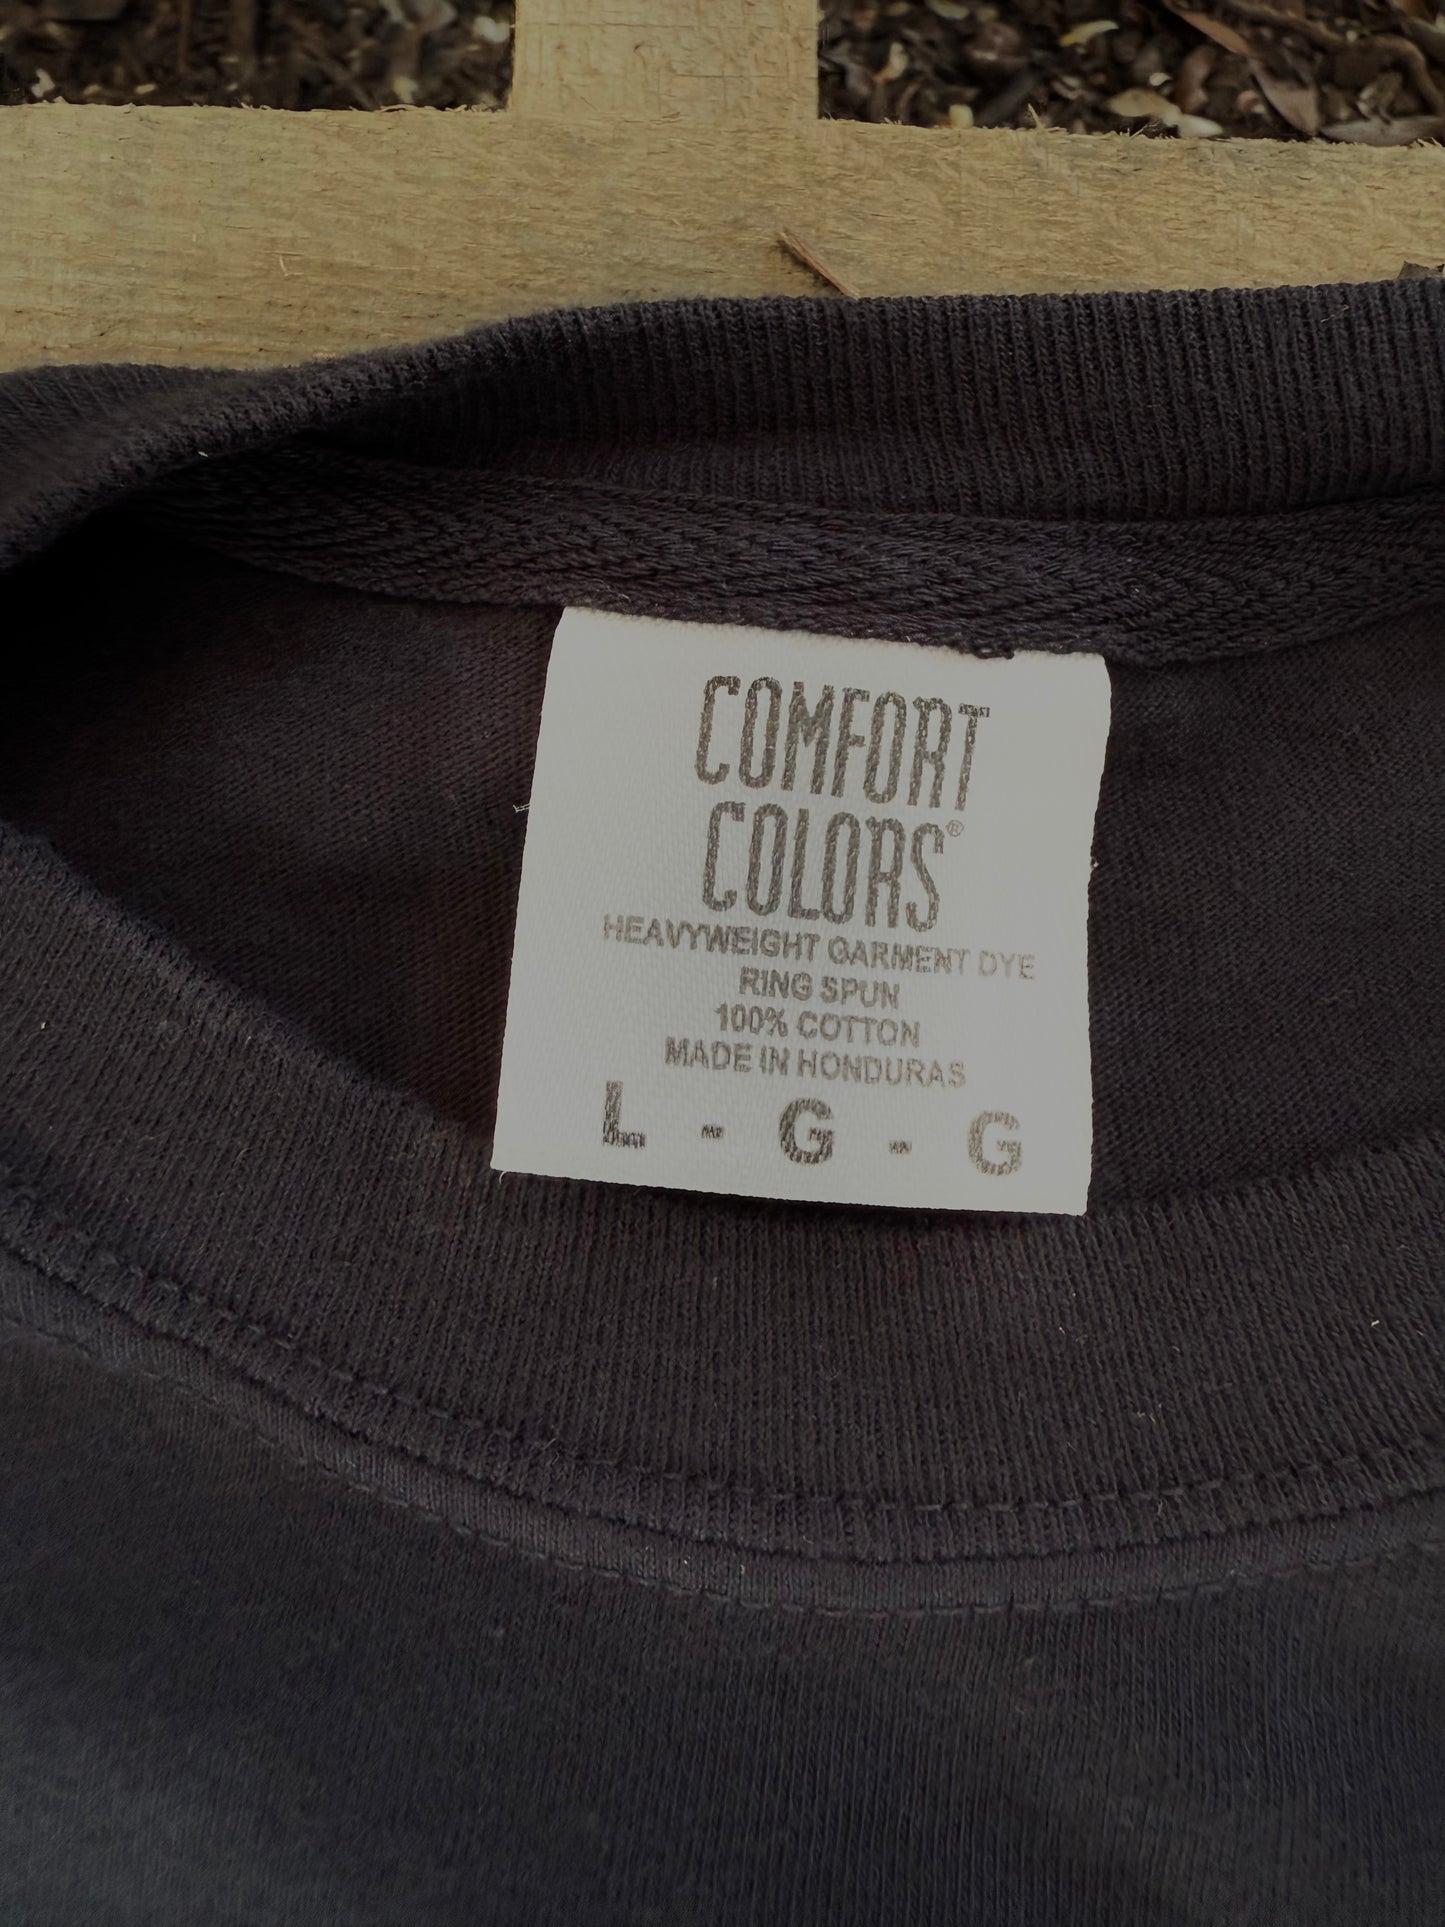 COMFORT
COLORS®
HEAVYWEIGHT GARMENT DYE
RING SPUN
100% COTTON
MADE IN HONDURAS
L - G - G